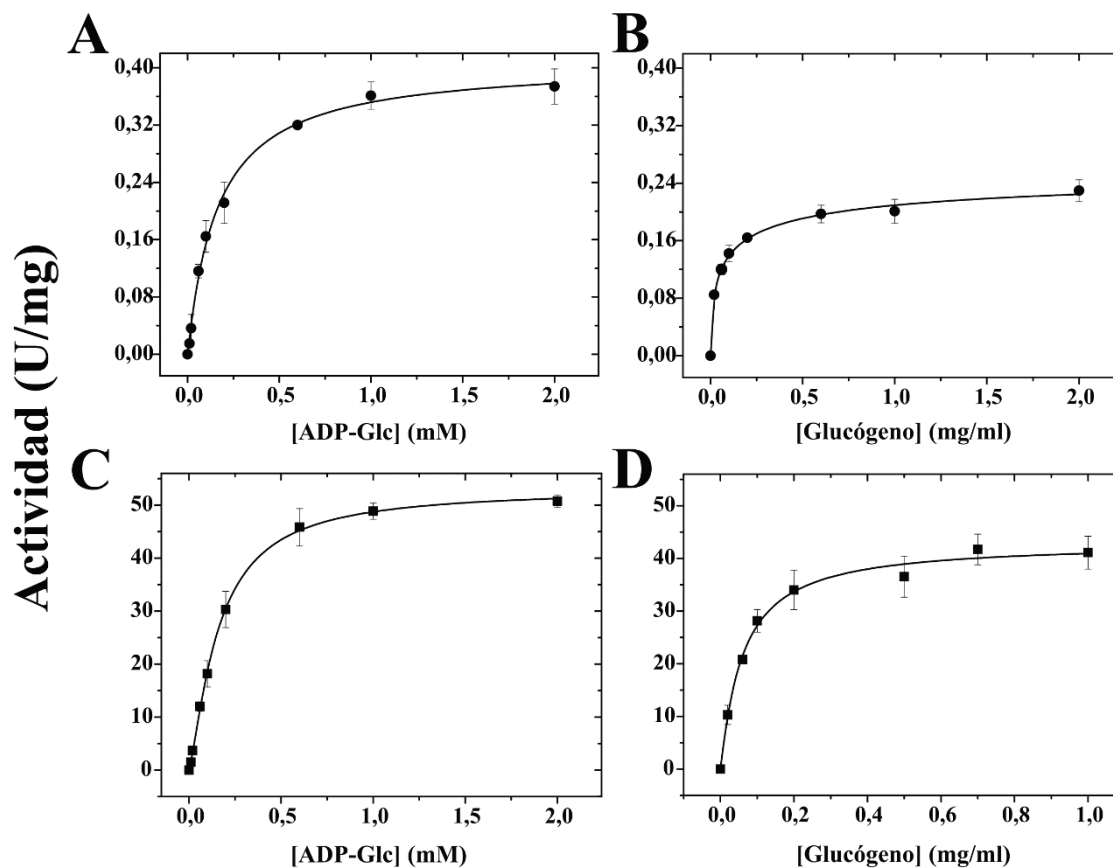 A
0,40
0,32
0,24
0,16
0,08
0,00
0,0 0,5 1,0 1,5 2,0
[ADP-Glc] (mM)
B
0,40
0,32
0,24
0,16
0,08
0,00
0,0 0,5 1,0 1,5 2,0
[Glucógeno] (mg/ml)
Actividad (U/mg)
C
50
40
30
20
10
0
0,0 0,5 1,0 1,5 2,0
[ADP-Glc] (mM)
D
50
40
30
20
10
0
0,0 0,2 0,4 0,6 0,8 1,0
[Glucógeno] (mg/ml)